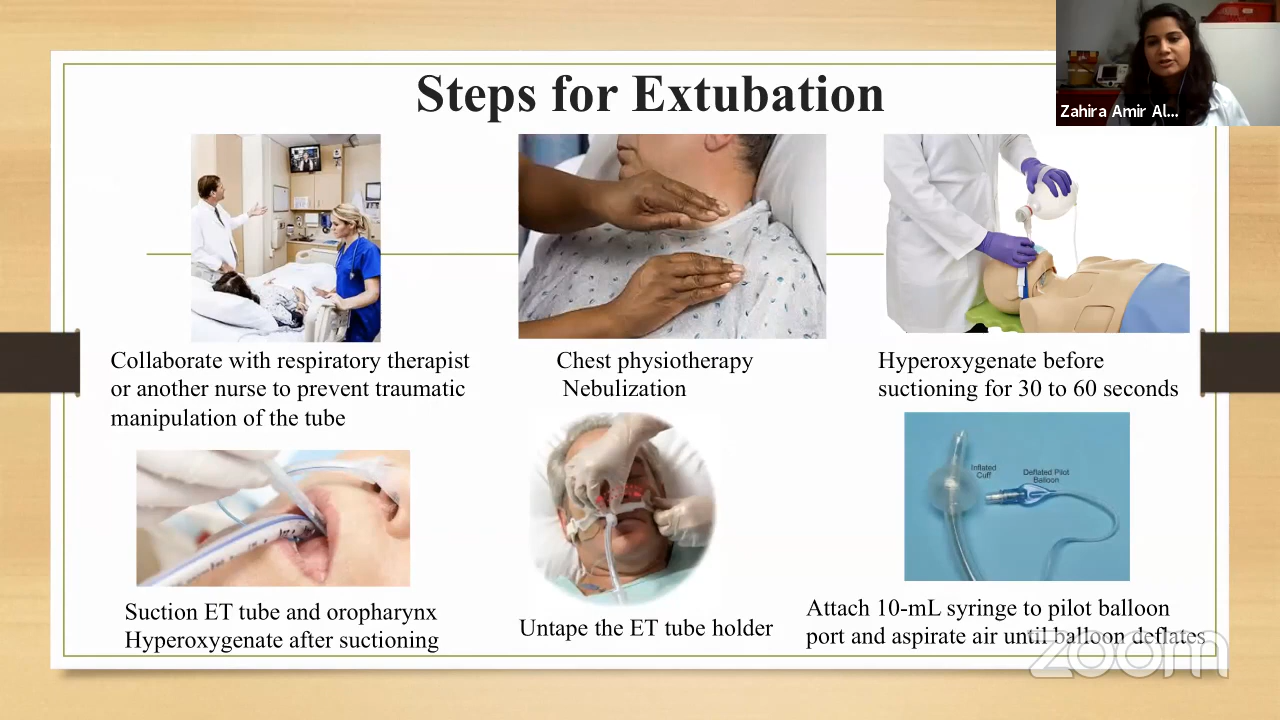 Steps for Extubation
Zahira Amir Al...
Collaborate with respiratory therapist
or another nurse to prevent traumatic
manipulation of the tube
Chest physiotherapy
Nebulization
Hyperoxygenate before
suctioning for 30 to 60 seconds
Inflated
Cuff
Deflated Pilot
Balloon
Suction ET tube and oropharynx
Hyperoxygenate after suctioning
Untape the ET tube holder
Attach 10-mL syringe to pilot balloon
port and aspirate air until balloon deflates
zoom